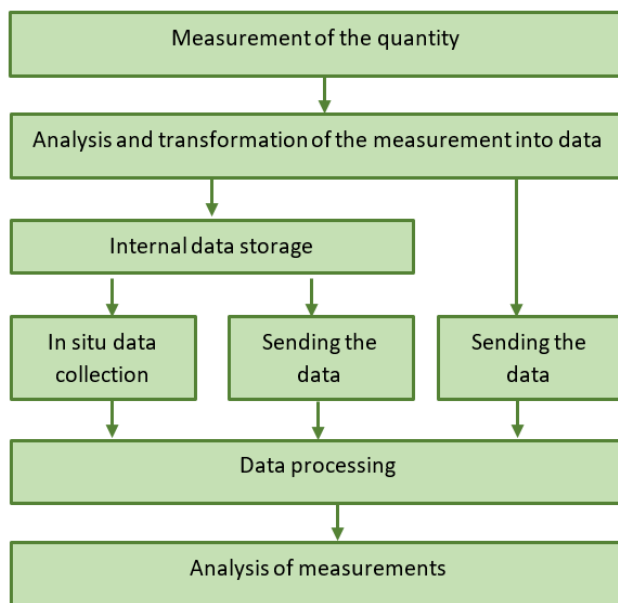 Measurement of the quantity
Analysis and transformation of the measurement into data
Internal data storage
In situ data
collection
Sending the
data
Sending the
data
Data processing
Analysis of measurements